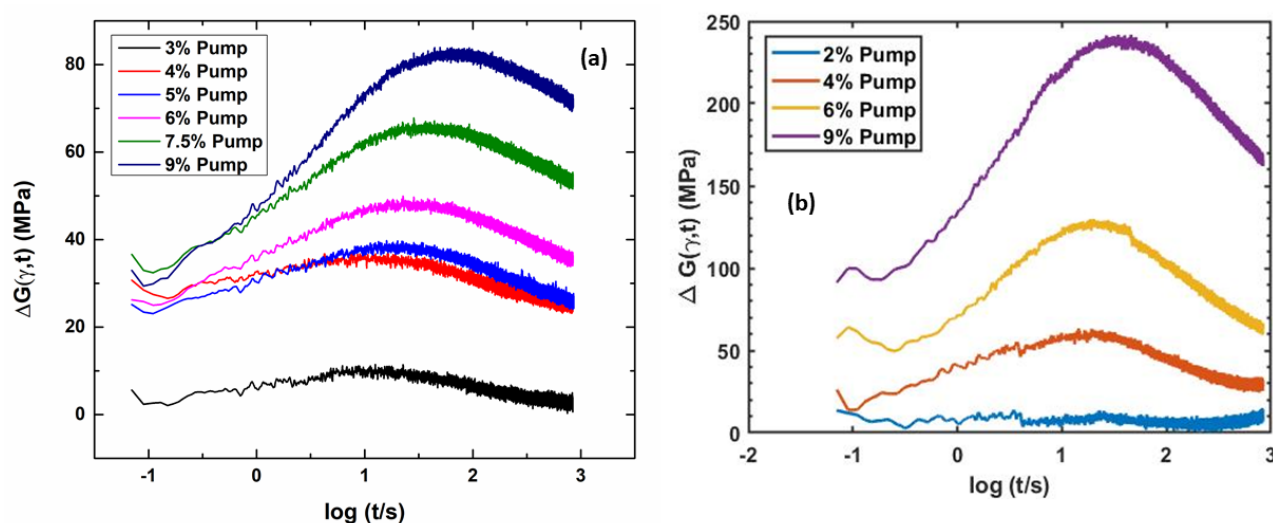 3% Pump
4% Pump
5% Pump
6% Pump
7.5% Pump
9% Pump
(a)
80
60
40
20
0
ΔG(γ,t) (MPa)
-1
0
1
2
3
log (t/s)
2% Pump
4% Pump
6% Pump
9% Pump
(b)
250
200
150
100
50
0
Δ G(γ,t) (MPa)
-2
-1
0
1
2
3
log (t/s)